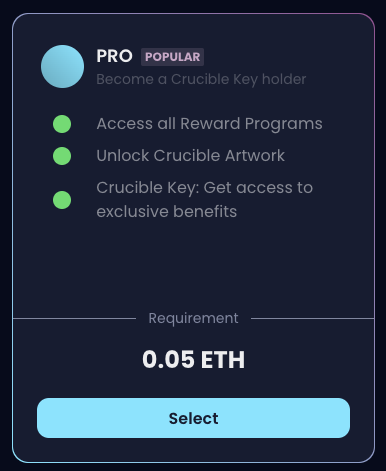 PRO POPULAR
Become a Crucible Key holder
Access all Reward Programs
Unlock Crucible Artwork
Crucible Key: Get access to
exclusive benefits
Requirement
0.05 ETH
Select